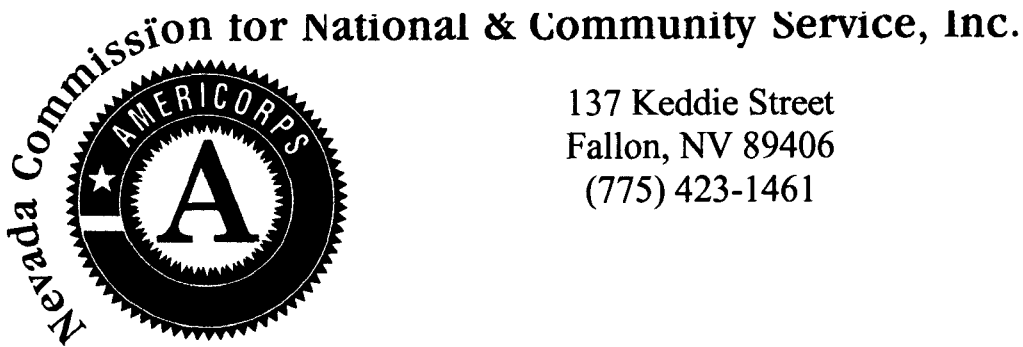 Nevada Commission for National & Community Service, Inc.
AMERICORPS
A
137 Keddie Street
Fallon, NV 89406
(775) 423-1461